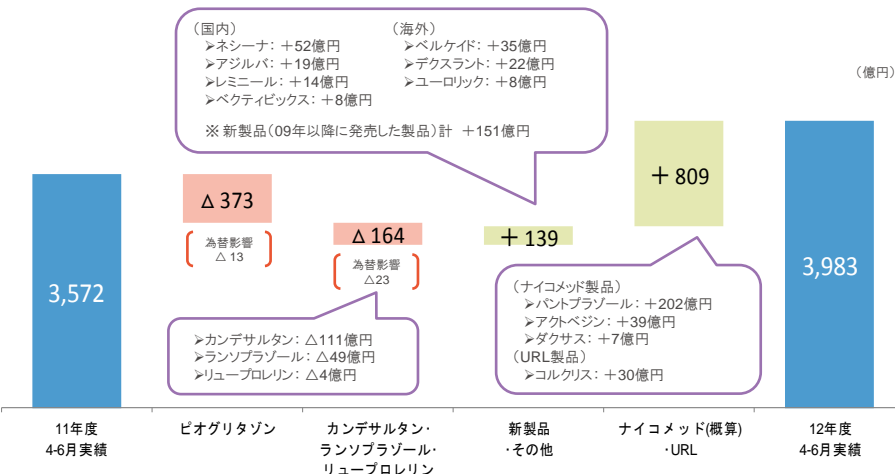 （国内）　（海外）
➢ネシーナ： ＋52億円　➢ベルケイド： ＋35億円
➢アジルバ： ＋19億円　➢デクスラント： ＋22億円
➢レミニール： ＋14億円　➢ユーロリック： ＋8億円
➢ベクティビックス： ＋8億円
※ 新製品（09年以降に発売した製品）計　＋151億円
（億円）
3,572
Δ 373
為替影響
△ 13
Δ 164
為替影響
△23
＋ 139
＋ 809
3,983
➢カンデサルタン： △111億円
➢ランソプラゾール： △49億円
➢リュープロレリン： △4億円
（ナイコメッド製品）
➢パントプラゾール： ＋202億円
➢アクトベジン： ＋39億円
➢ダクサス： ＋7億円
（URL製品）
➢コルクリス： ＋30億円
11年度
4-6月実績
ピオグリタゾン
カンデサルタン・
ランソプラゾール・
リュープロレリン
新製品
・その他
ナイコメッド(概算)
・URL
12年度
4-6月実績